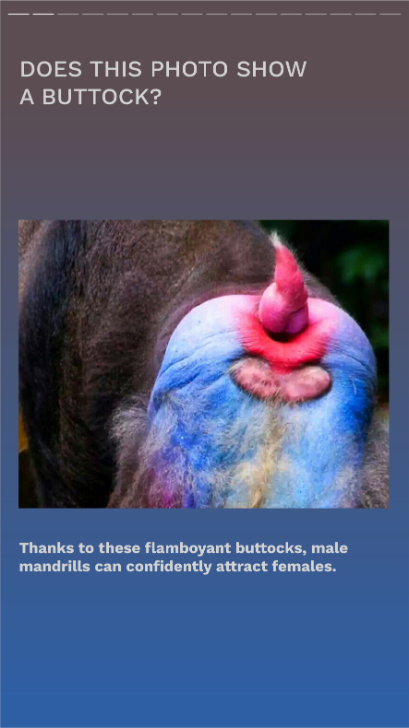 DOES THIS PHOTO SHOW
A BUTTOCK?
Thanks to these flamboyant buttocks, male
mandrills can confidently attract females.